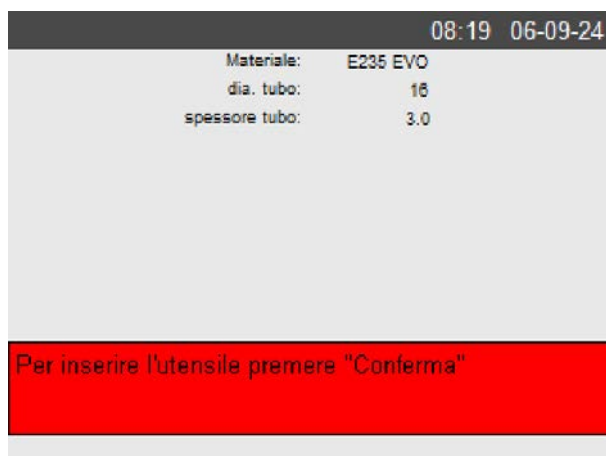 08:19 06-09-24
Materiale: E235 EVO
dia. tubo: 16
spessore tubo: 3.0
Per inserire l'utensile premere "Conferma"